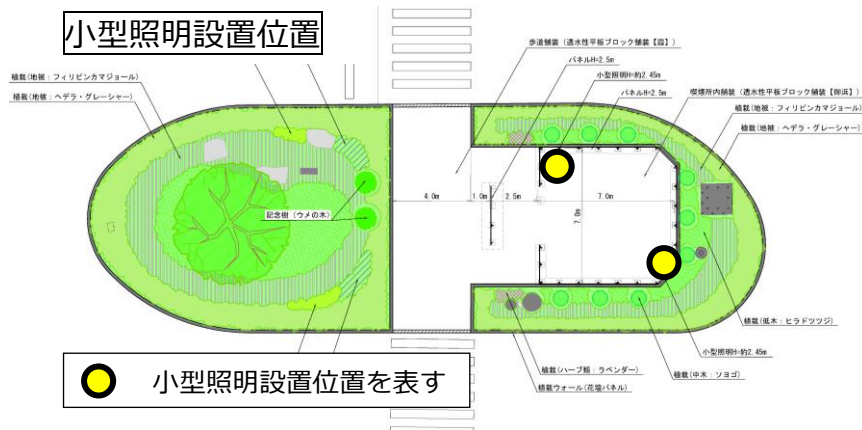 小型照明設置位置
歩道舗装(透水性平板ブロック舗装【霞】)
パネルH=2.5m
小型照明H=約2.45m
パネルH=2.5m
喫煙所内舗装(透水性平板ブロック舗装【御浜】)
植栽(地被:フィリピンカマジョール)
植栽(地被:ヘデラ・グレーシャー)
植栽(地被:フィリピンカマジョール)
植栽(地被:ヘデラ・グレーシャー)
4.0m
1.0m
2.5m
7.0m
7.0m
記念樹(ウメの木)
植栽(低木:ヒラドツツジ)
小型照明H=約2.45m
植栽(ハーブ類:ラベンダー)
植栽(中木:ソヨゴ)
植栽ウォール(花壇パネル)
小型照明設置位置を表す